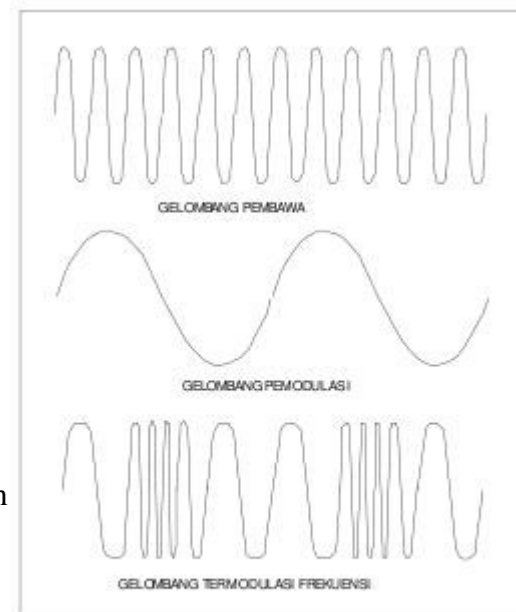 GELOMBANG PEMBAWA
GELOMBANG PEMODULASI
n
GELOMBANG TERMODULASI FREKUENSI